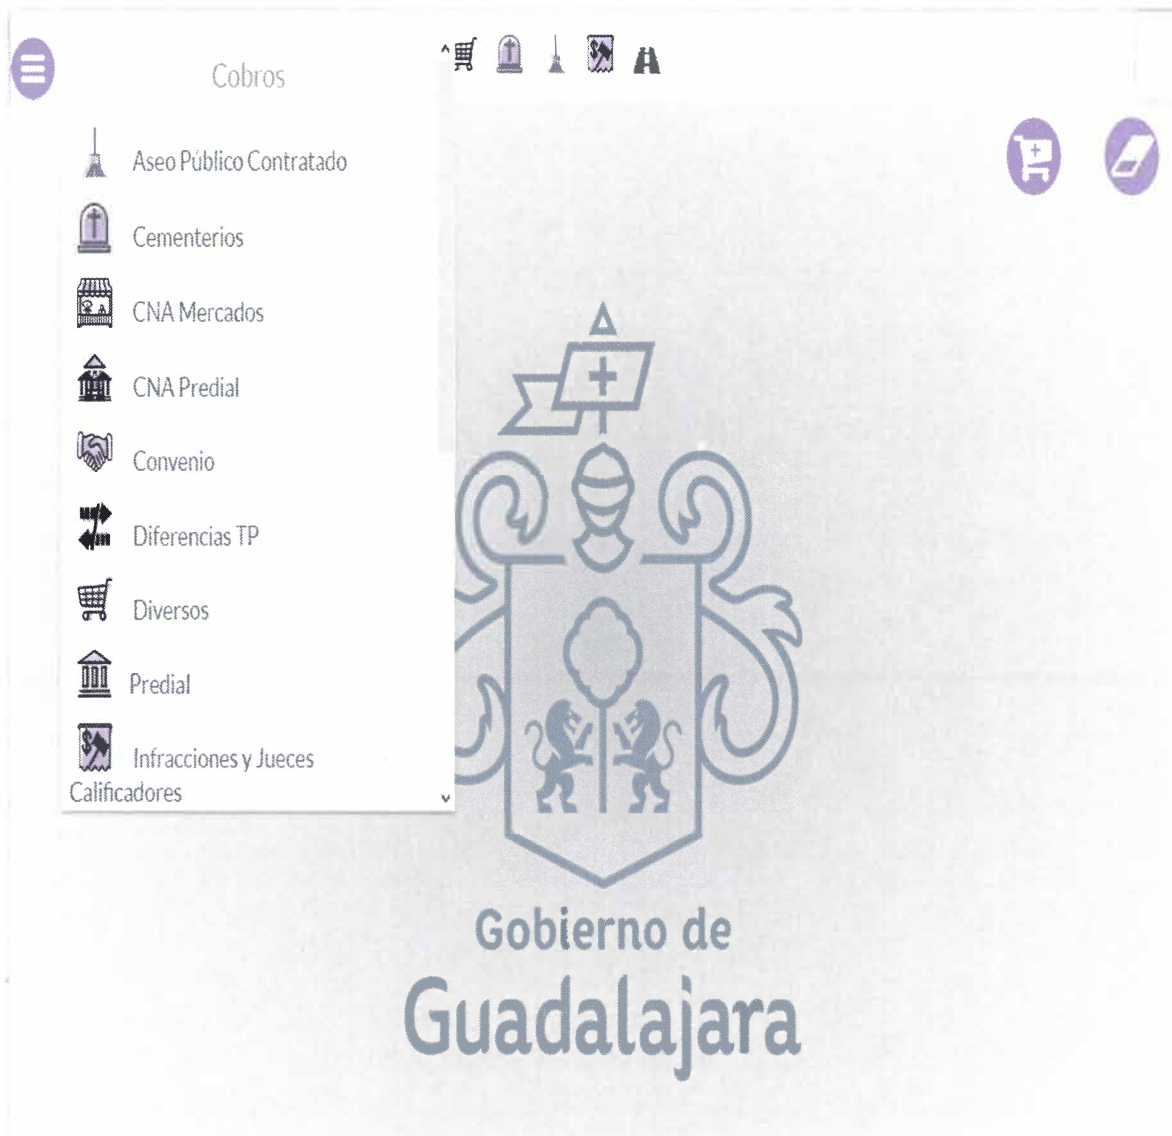 Cobros
Aseo Público Contratado
Cementerios
CNA Mercados
CNA Predial
Convenio
Diferencias TP
Diversos
Predial
Infracciones y Jueces
Calificadores
Gobierno de
Guadalajara